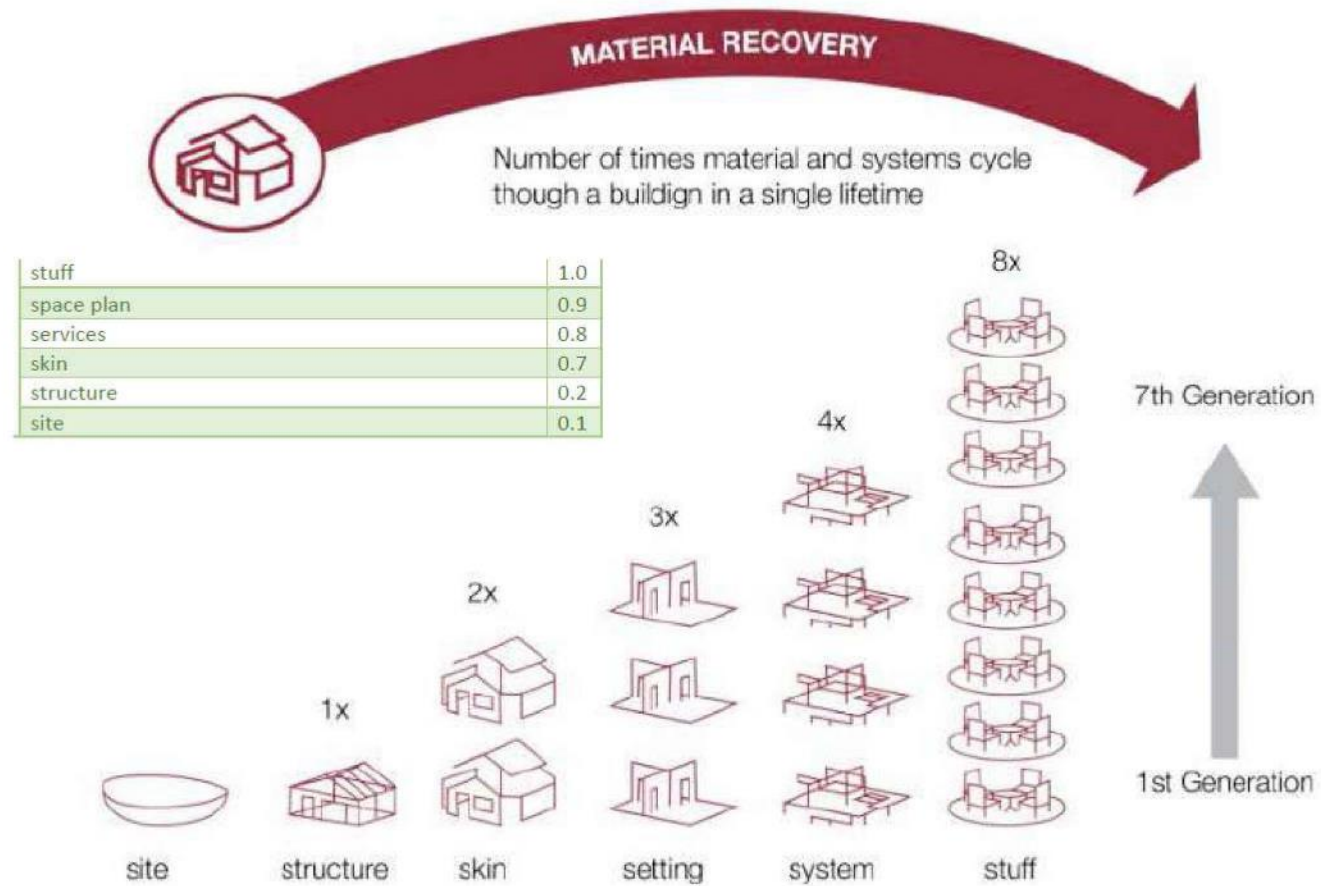 MATERIAL RECOVERY
Number of times material and systems cycle
though a buildign in a single lifetime
stuff 1.0
space plan 0.9
services 0.8
skin 0.7
structure 0.2
site 0.1
8x
7th Generation
4x
3x
2x
1x
1st Generation
site structure skin setting system stuff